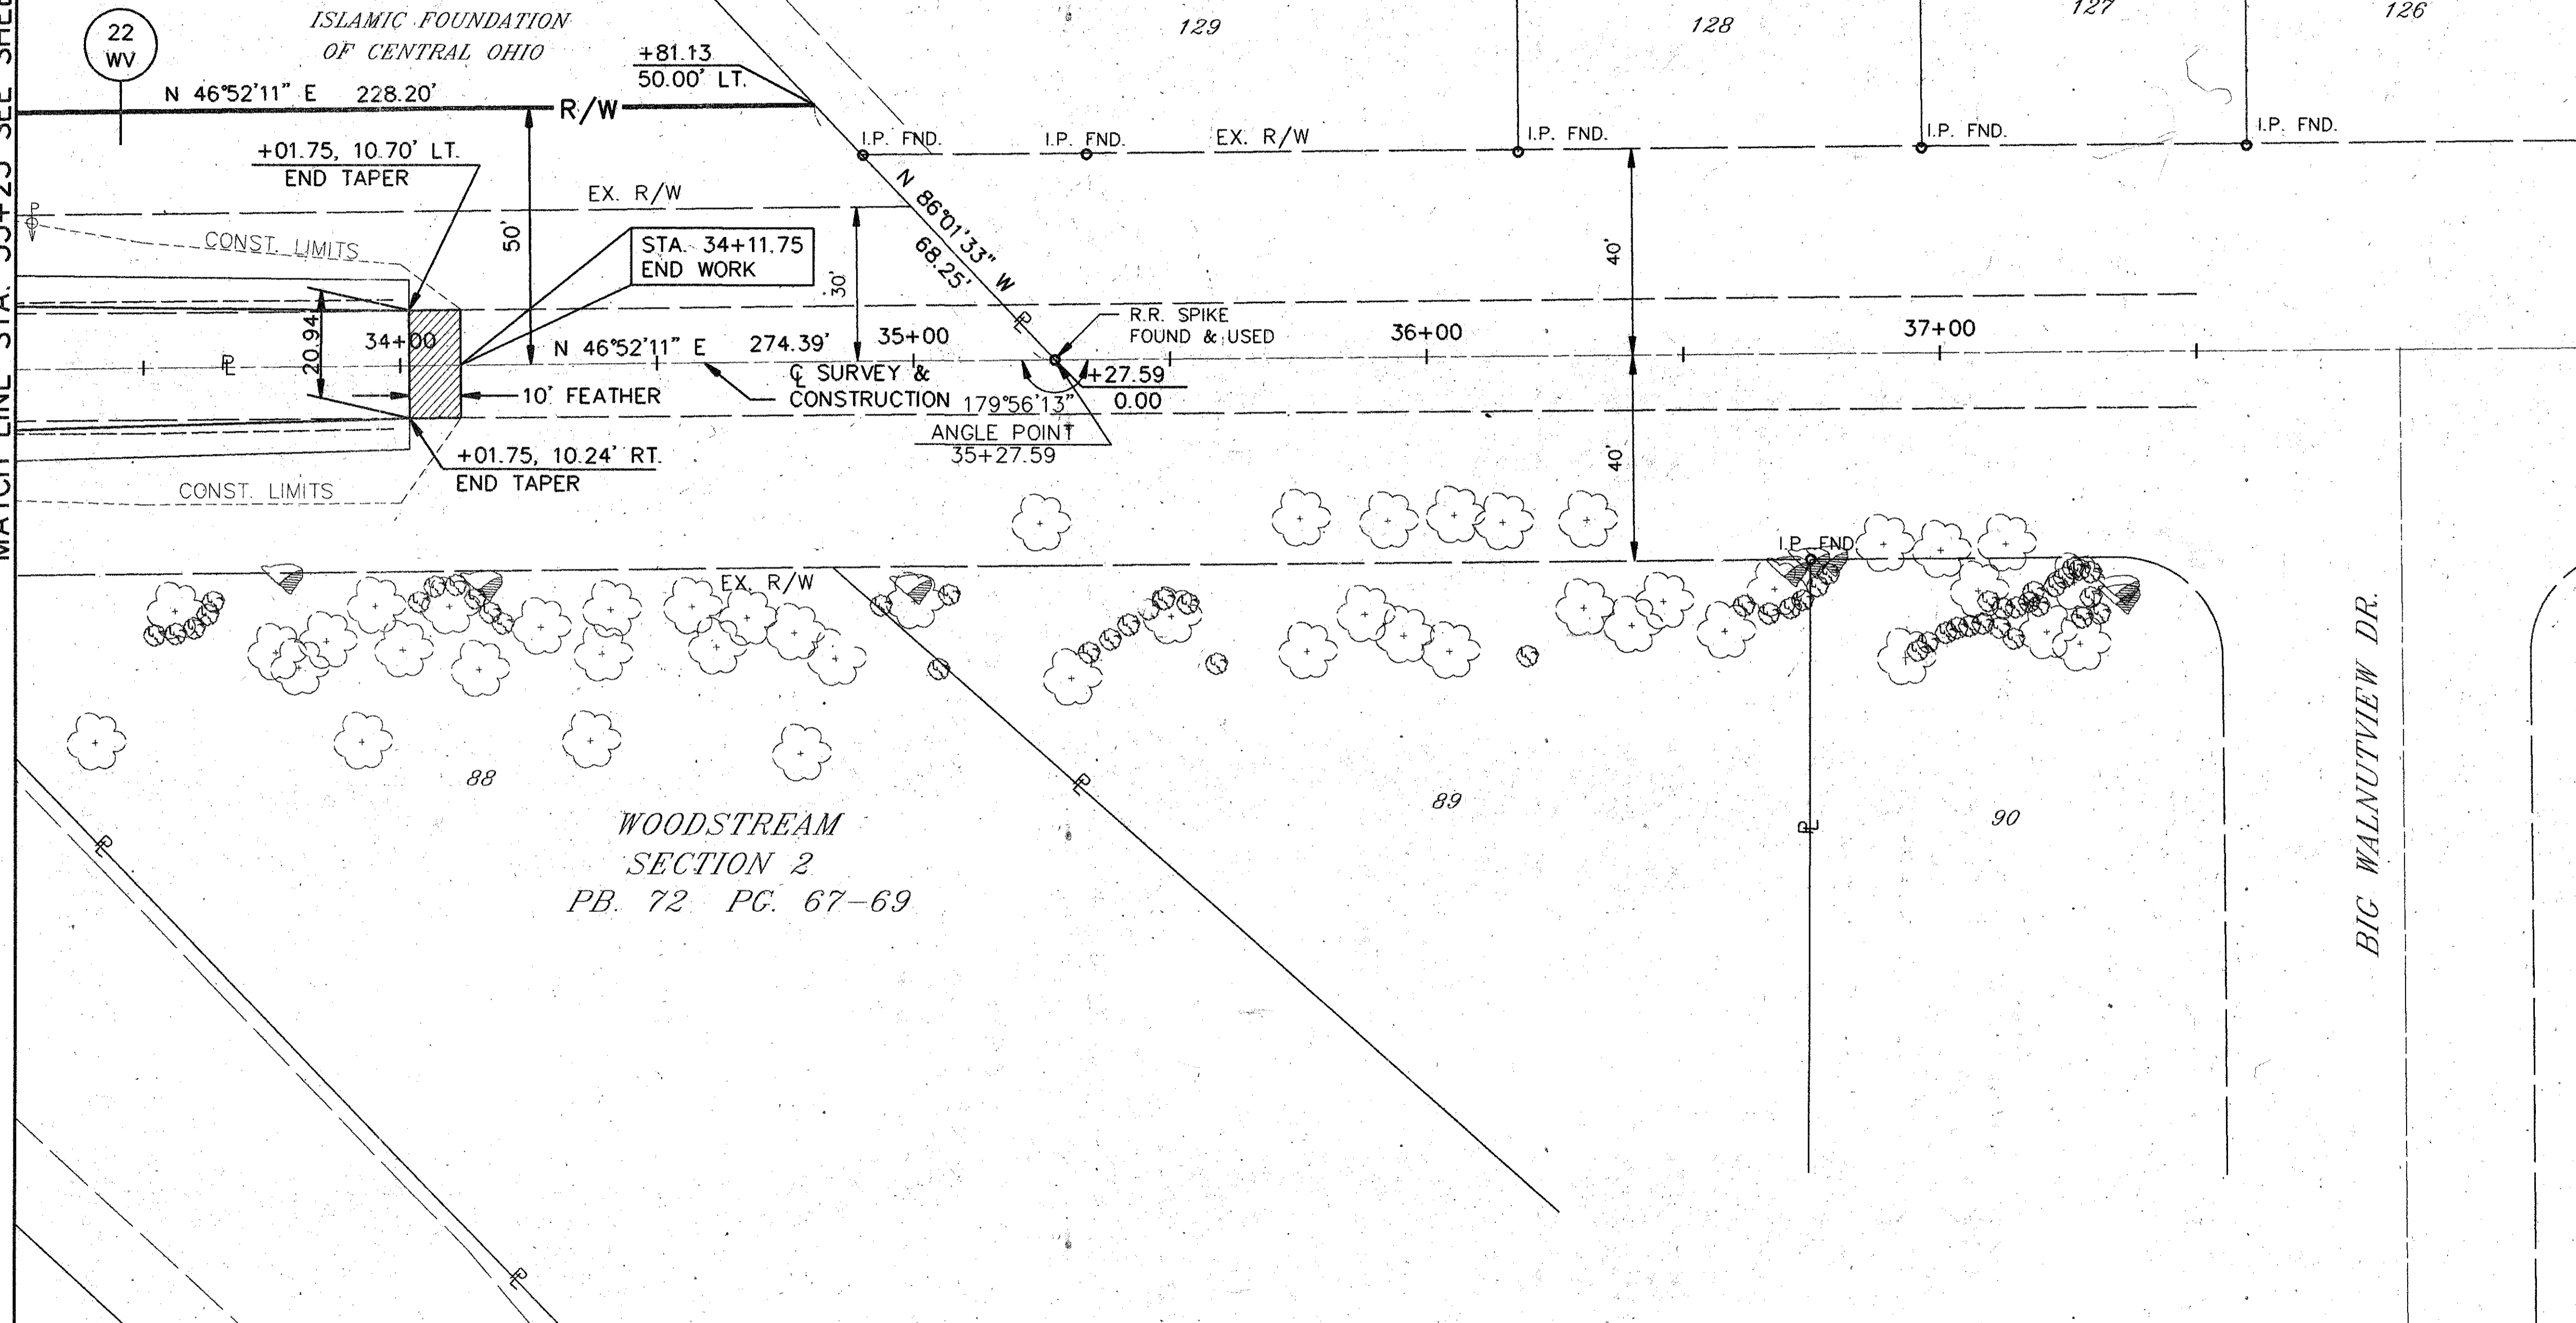 22
WV
ISLAMIC FOUNDATION
OF CENTRAL OHIO
129
128
127
126
+81.13
50.00' LT.
N 46°52'11" E 228.20'
R/W
I.P. FND.
I.P. FND.
EX. R/W
I.P. FND.
I.P. FND.
I.P. FND.
+01.75, 10.70' LT.
END TAPER
EX. R/W
N 86°01'33" W
68.25'
P
CONST. LIMITS
50'
STA. 34+11.75
END WORK
30'
40'
20.94'
34+00
N 46°52'11" E 274.39'
35+00
R.R. SPIKE
FOUND & USED
36+00
37+00
℄ SURVEY &
CONSTRUCTION
10' FEATHER
+27.59
0.00
179°56'13"
ANGLE POINT
35+27.59
+01.75, 10.24' RT.
END TAPER
CONST. LIMITS
40'
I.P. FND
EX. R/W
88
89
90
WOODSTREAM
SECTION 2
PB. 72 PG. 67-69
BIG WALNUTVIEW DR.